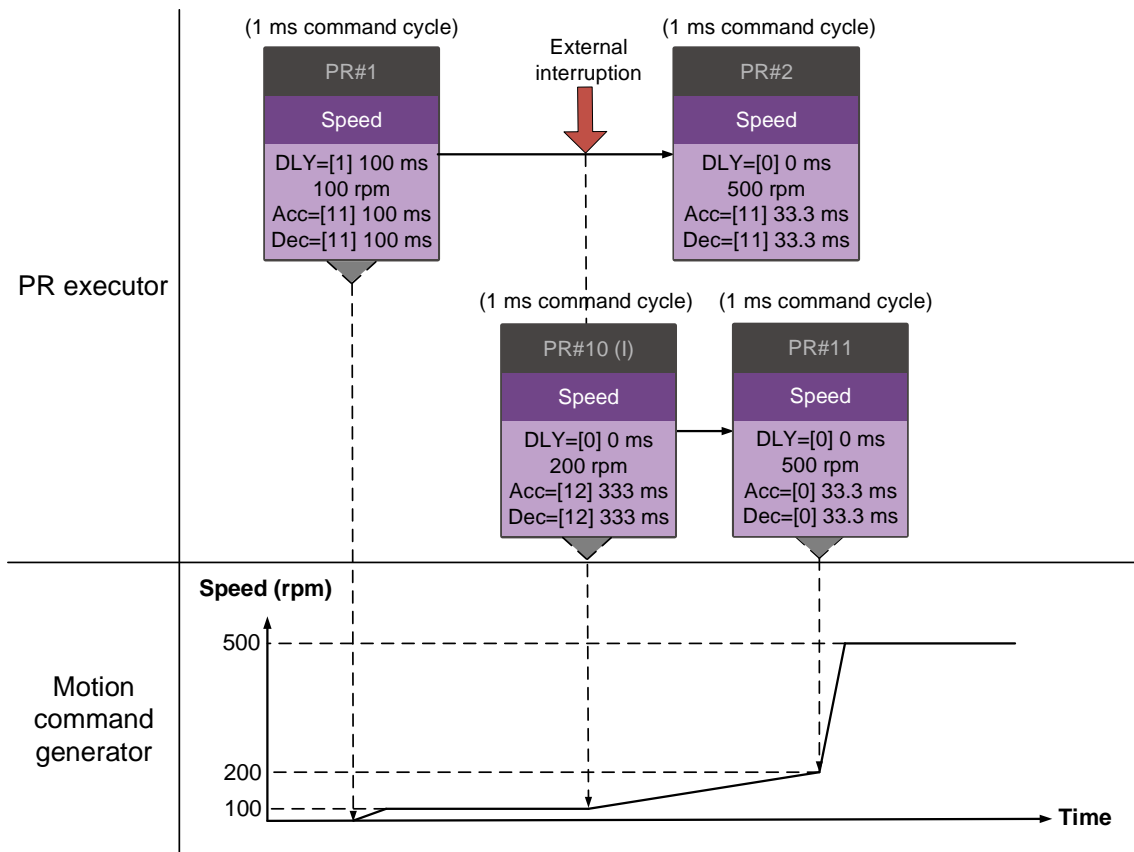 (1 ms command cycle)
PR#1
Speed
DLY=[1] 100 ms
100 rpm
Acc=[11] 100 ms
Dec=[11] 100 ms
External
interruption
(1 ms command cycle)
PR#2
Speed
DLY=[0] 0 ms
500 rpm
Acc=[11] 33.3 ms
Dec=[11] 33.3 ms
PR executor
(1 ms command cycle)
PR#10 (I)
Speed
DLY=[0] 0 ms
200 rpm
Acc=[12] 333 ms
Dec=[12] 333 ms
(1 ms command cycle)
PR#11
Speed
DLY=[0] 0 ms
500 rpm
Acc=[0] 33.3 ms
Dec=[0] 33.3 ms
Motion
command
generator
Speed (rpm)
500
200
100
Time